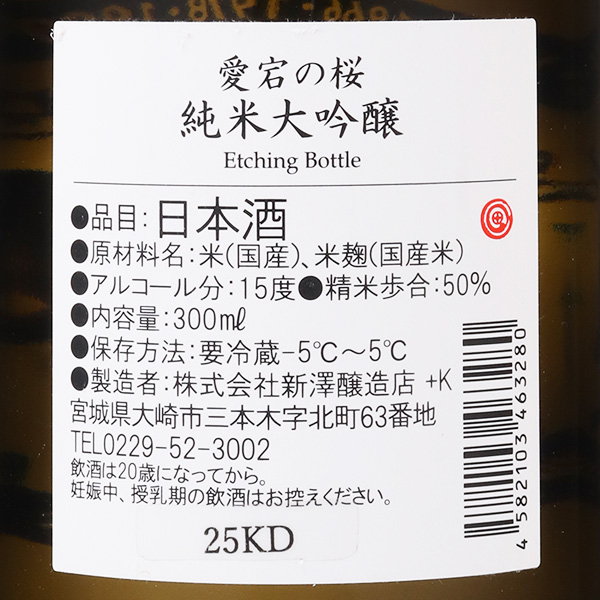 1866・1978・10
愛宕の桜
純米大吟醸
Etching Bottle
●品目:日本酒
●原材料名:米(国産)、米麹(国産米)
●アルコール分:15度●精米歩合:50%
●内容量:300ml
●保存方法:要冷蔵-5℃～5℃
●製造者:株式会社新澤醸造店 +K
宮城県大崎市三本木字北町63番地
TEL0229-52-3002
飲酒は20歳になってから。
妊娠中、授乳期の飲酒はお控えください。
25KD
4 582103 463280